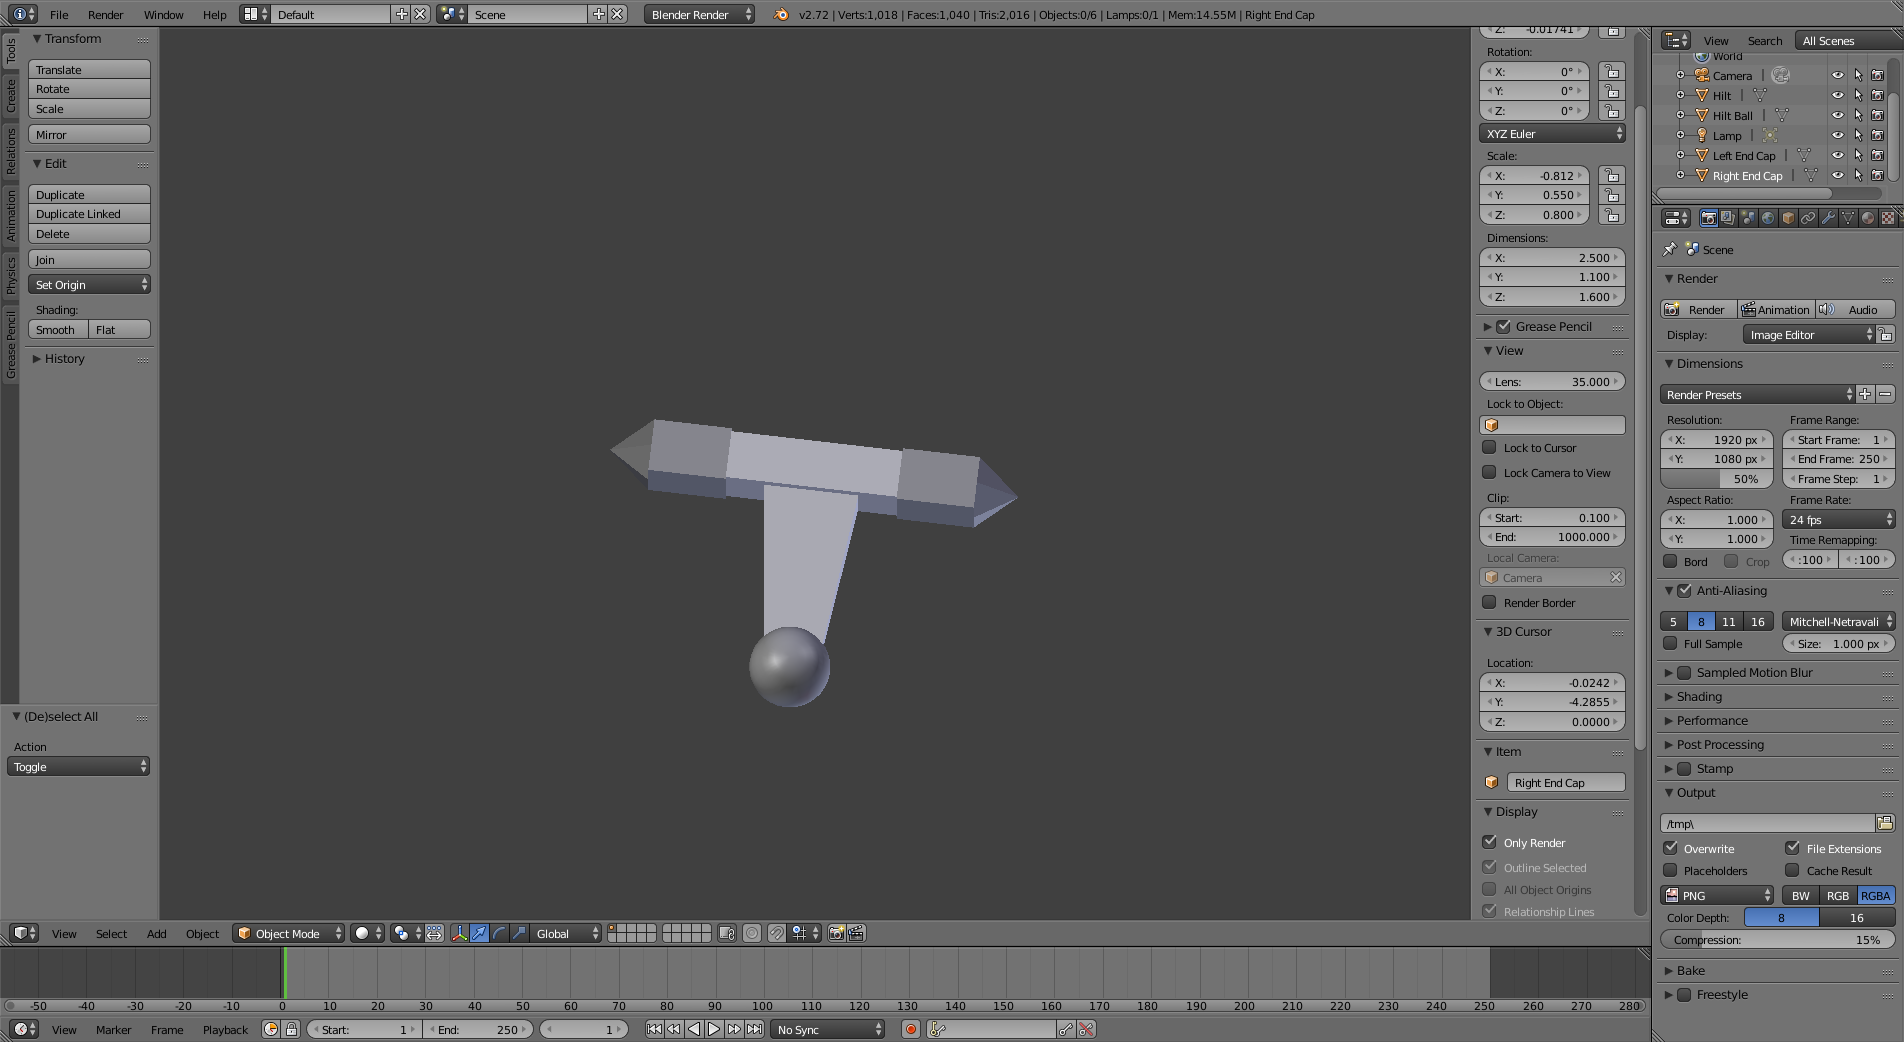 File Render Window Help Default Scene Blender Render v2.72 | Verts:1,018 | Faces:1,040 | Tris:2,016 | Objects:0/6 | Lamps:0/1 | Mem:14.55M | Right End Cap
Tools
Create
Relations
Animation
Physics
Grease Pencil
Transform
Translate
Rotate
Scale
Mirror
Edit
Duplicate
Duplicate Linked
Delete
Join
Set Origin
Shading:
Smooth Flat
History
(De)select All
Action
Toggle
Z: -0.01741
Rotation:
X: 0°
Y: 0°
Z: 0°
XYZ Euler
Scale:
X: -0.812
Y: 0.550
Z: 0.800
Dimensions:
X: 2.500
Y: 1.100
Z: 1.600
Grease Pencil
View
Lens: 35.000
Lock to Object:
Lock to Cursor
Lock Camera to View
Clip:
Start: 0.100
End: 1000.000
Local Camera:
Camera
Render Border
3D Cursor
Location:
X: -0.0242
Y: -4.2855
Z: 0.0000
Item
Right End Cap
Display
Only Render
Outline Selected
All Object Origins
Relationship Lines
View Search All Scenes
World
Camera
Hilt
Hilt Ball
Lamp
Left End Cap
Right End Cap
Scene
Render
Render Animation Audio
Display: Image Editor
Dimensions
Render Presets
Resolution: Frame Range:
X: 1920 px Start Frame: 1
Y: 1080 px End Frame: 250
50% Frame Step: 1
Aspect Ratio: Frame Rate:
X: 1.000 24 fps
Y: 1.000 Time Remapping:
Bord Crop :100 :100
Anti-Aliasing
5 8 11 16 Mitchell-Netravali
Full Sample Size: 1.000 px
Sampled Motion Blur
Shading
Performance
Post Processing
Stamp
Output
/tmp\
Overwrite File Extensions
Placeholders Cache Result
PNG BW RGB RGBA
Color Depth: 8 16
Compression: 15%
Bake
Freestyle
View Select Add Object Object Mode Global
-50 -40 -30 -20 -10 0 10 20 30 40 50 60 70 80 90 100 110 120 130 140 150 160 170 180 190 200 210 220 230 240 250 260 270 280
View Marker Frame Playback Start: 1 End: 250 1 No Sync